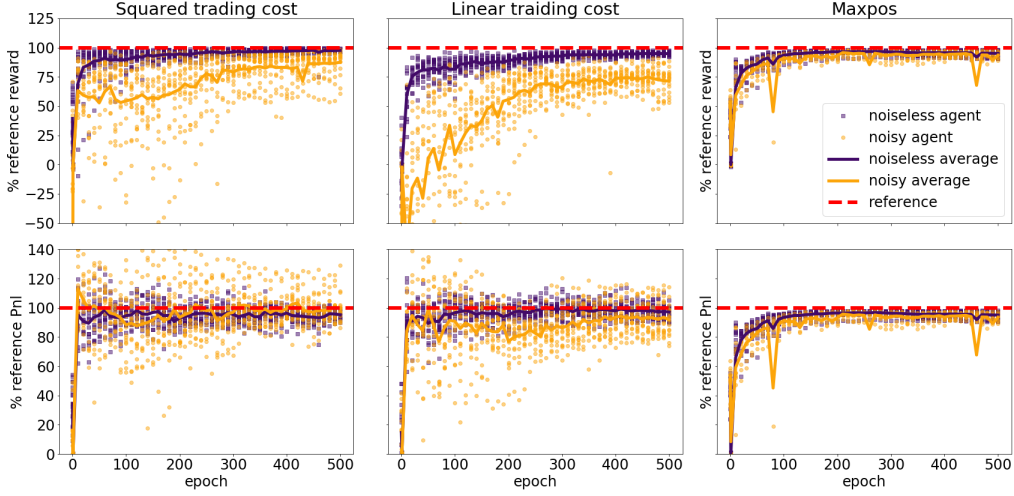 Squared trading cost
Linear traiding cost
Maxpos
% reference reward
125
100
75
50
25
0
−25
−50
noiseless agent
noisy agent
noiseless average
noisy average
reference
% reference Pnl
140
120
100
80
60
40
20
0
% reference Pnl
% reference reward
0 100 200 300 400 500
0 100 200 300 400 500
0 100 200 300 400 500
epoch
epoch
epoch